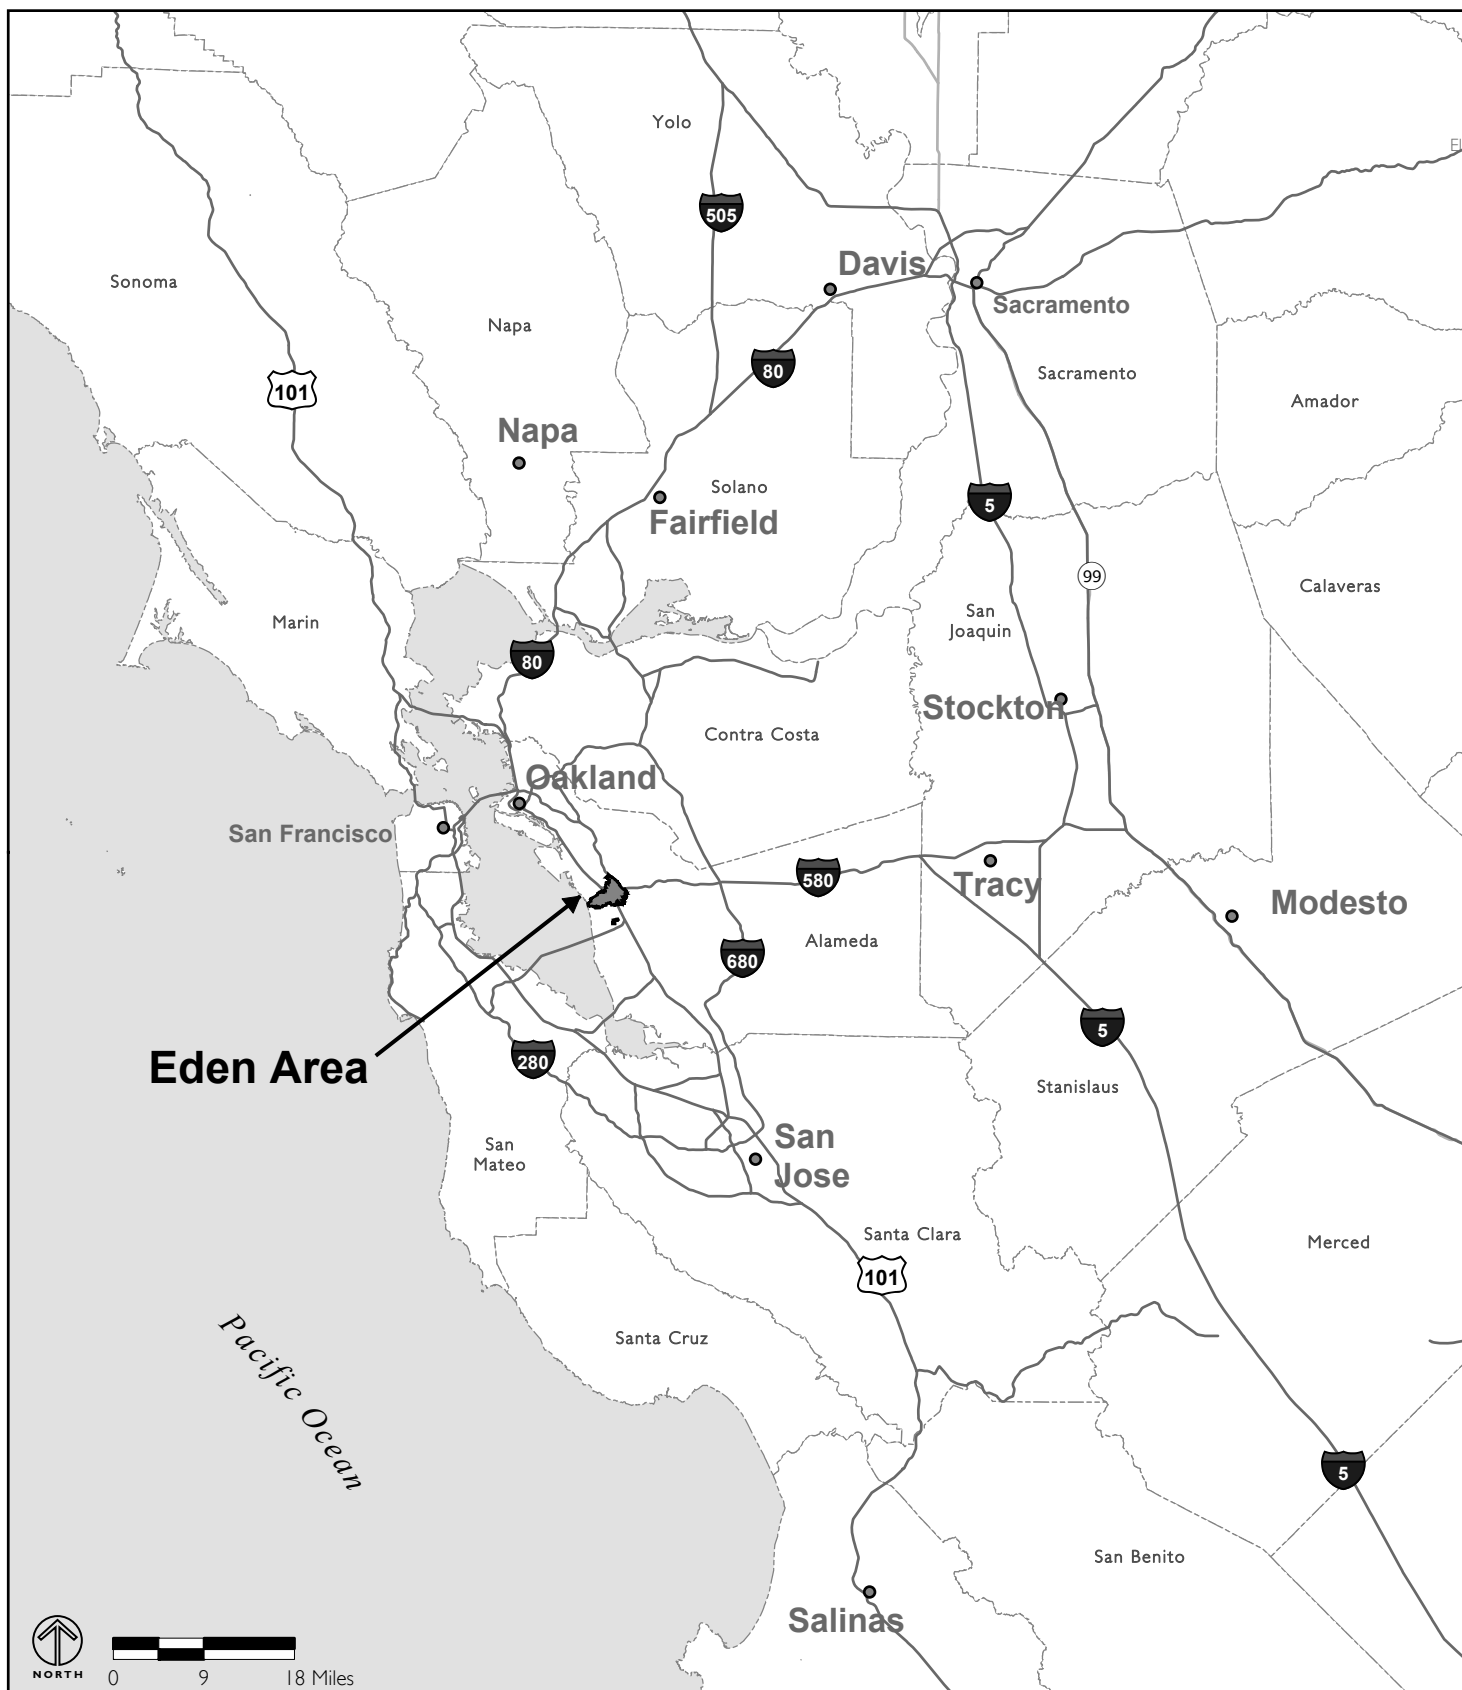 Yolo
El
505
Davis
Sonoma
Sacramento
Napa
80
Sacramento
101
Amador
Napa
Solano
5
Fairfield
99
Calaveras
San
Joaquin
Marin
80
Stockton
Contra Costa
Oakland
San Francisco
580
Tracy
Modesto
Alameda
680
5
Eden Area
280
Stanislaus
San
Jose
San
Mateo
Santa Clara
Merced
101
Santa Cruz
Pacific Ocean
5
San Benito
Salinas
NORTH
0 9 18 Miles